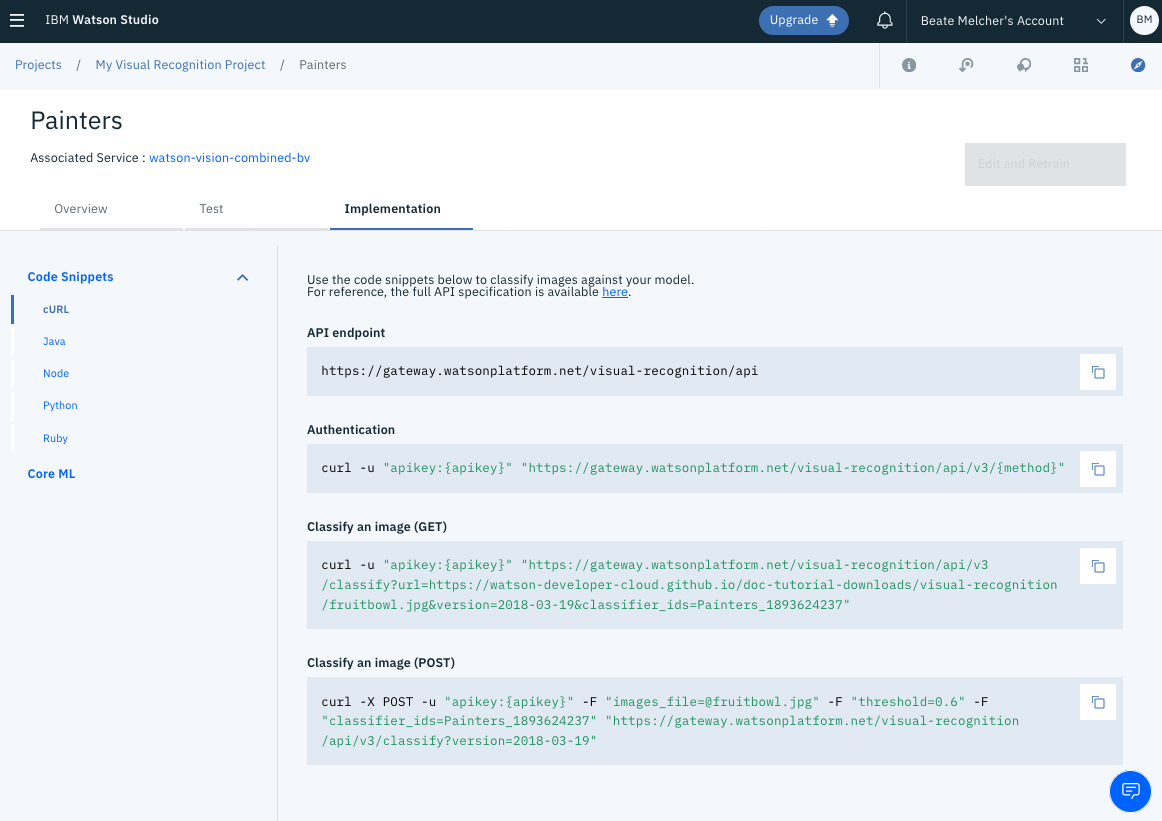 IBM Watson Studio
Upgrade
Beate Melcher's Account
BM
Projects / My Visual Recognition Project / Painters
Painters
Associated Service : watson-vision-combined-bv
Edit and Retrain
Overview
Test
Implementation
Code Snippets
cURL
Java
Node
Python
Ruby
Core ML
Use the code snippets below to classify images against your model.
For reference, the full API specification is available here.
API endpoint
https://gateway.watsonplatform.net/visual-recognition/api
Authentication
curl -u "apikey:{apikey}" "https://gateway.watsonplatform.net/visual-recognition/api/v3/{method}"
Classify an image (GET)
curl -u "apikey:{apikey}" "https://gateway.watsonplatform.net/visual-recognition/api/v3
/classify?url=https://watson-developer-cloud.github.io/doc-tutorial-downloads/visual-recognition
/fruitbowl.jpg&version=2018-03-19&classifier_ids=Painters_1893624237"
Classify an image (POST)
curl -X POST -u "apikey:{apikey}" -F "images_file=@fruitbowl.jpg" -F "threshold=0.6" -F
"classifier_ids=Painters_1893624237" "https://gateway.watsonplatform.net/visual-recognition
/api/v3/classify?version=2018-03-19"